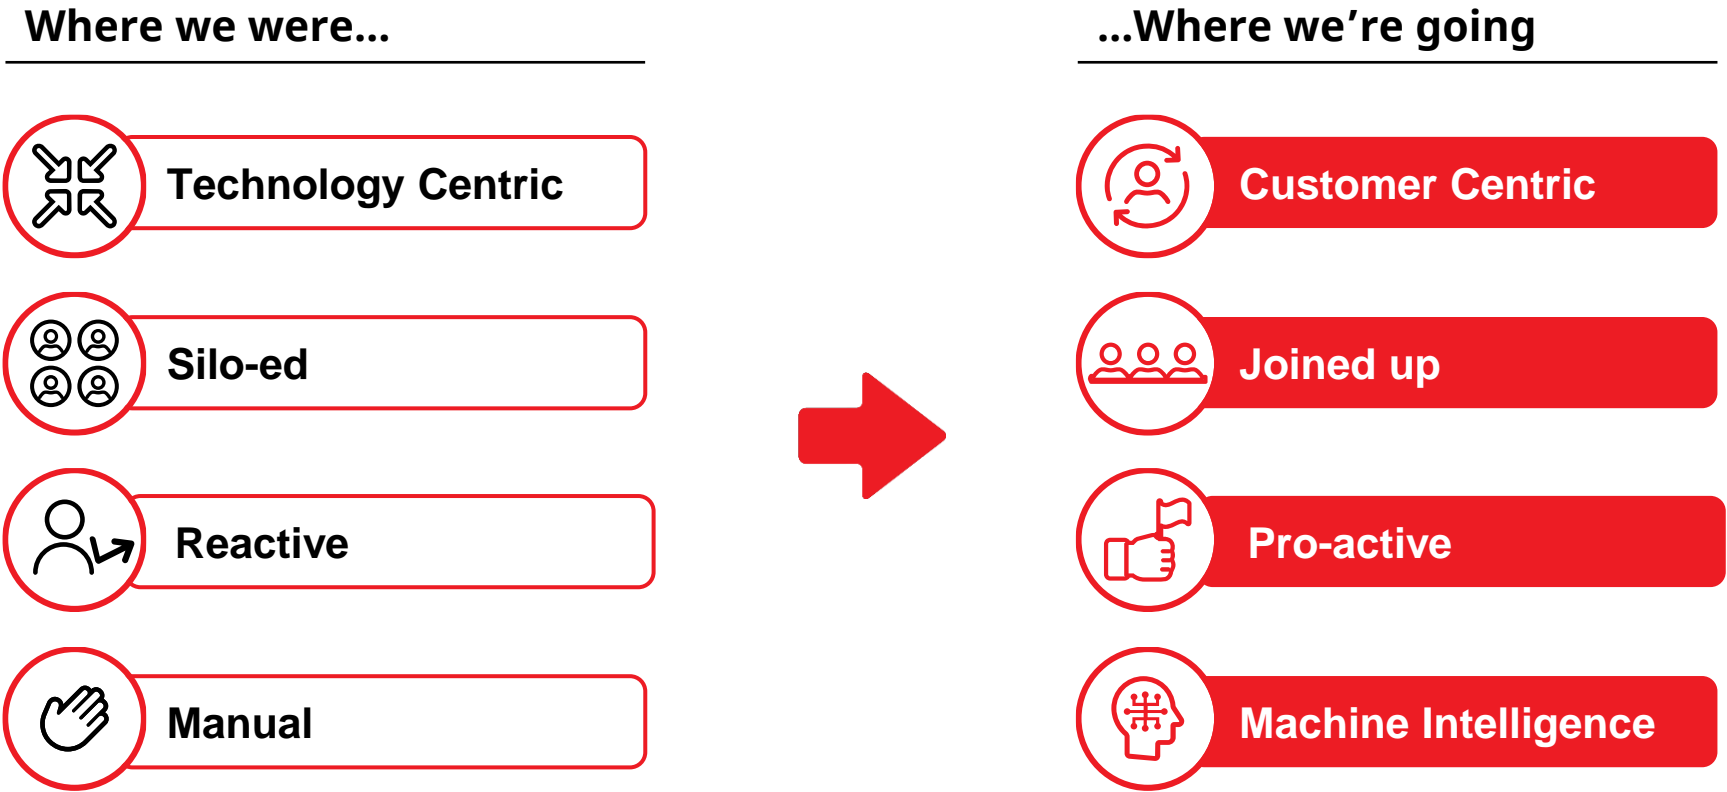 Where we were...
...Where we’re going
Technology Centric
Customer Centric
Silo-ed
Joined up
Reactive
Pro-active
Manual
Machine Intelligence